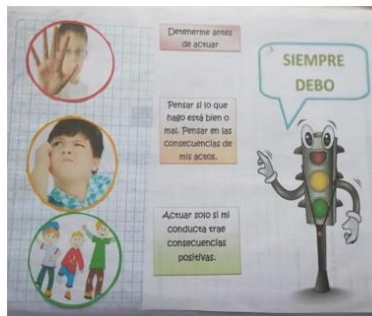 Detenerme antes
de actuar
SIEMPRE
DEBO
Pensar si lo que
hago está bien o
mal. Pensar en las
consecuencias de
mis actos.
Actuar solo si mi
conducta trae
consecuencias
positivas.